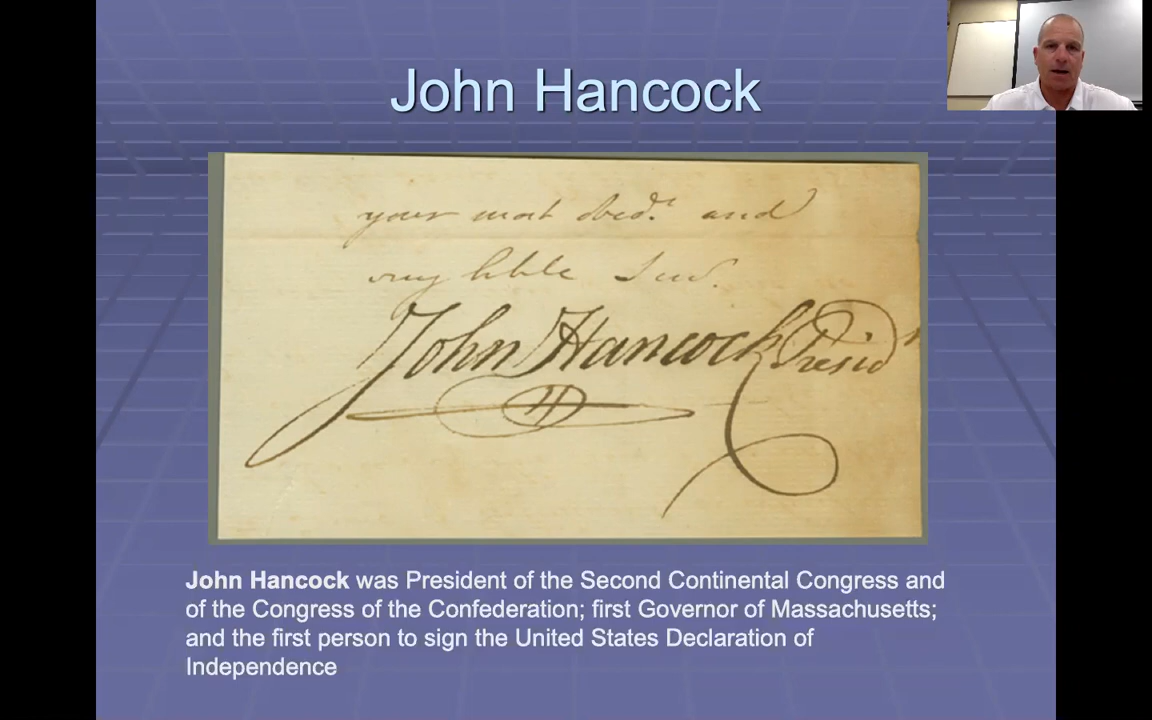 John Hancock
your most obed.t and
very hble Serv.
John Hancock Presid
John Hancock was President of the Second Continental Congress and
of the Congress of the Confederation; first Governor of Massachusetts;
and the first person to sign the United States Declaration of
Independence